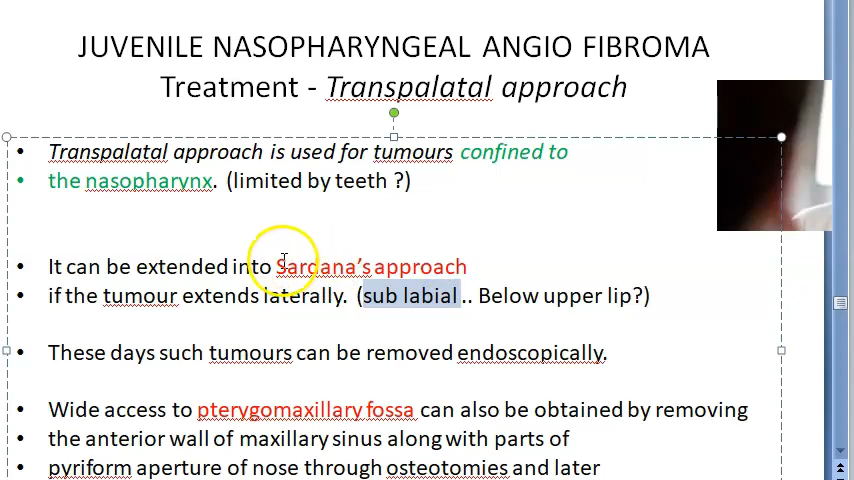 JUVENILE NASOPHARYNGEAL ANGIO FIBROMA
Treatment - Transpalatal approach
• Transpalatal approach is used for tumours confined to
• the nasopharynx. (limited by teeth ?)
• It can be extended into Sardana's approach
• if the tumour extends laterally. (sub labial .. Below upper lip?)
• These days such tumours can be removed endoscopically.
• Wide access to pterygomaxillary fossa can also be obtained by removing
• the anterior wall of maxillary sinus along with parts of
• pyriform aperture of nose through osteotomies and later